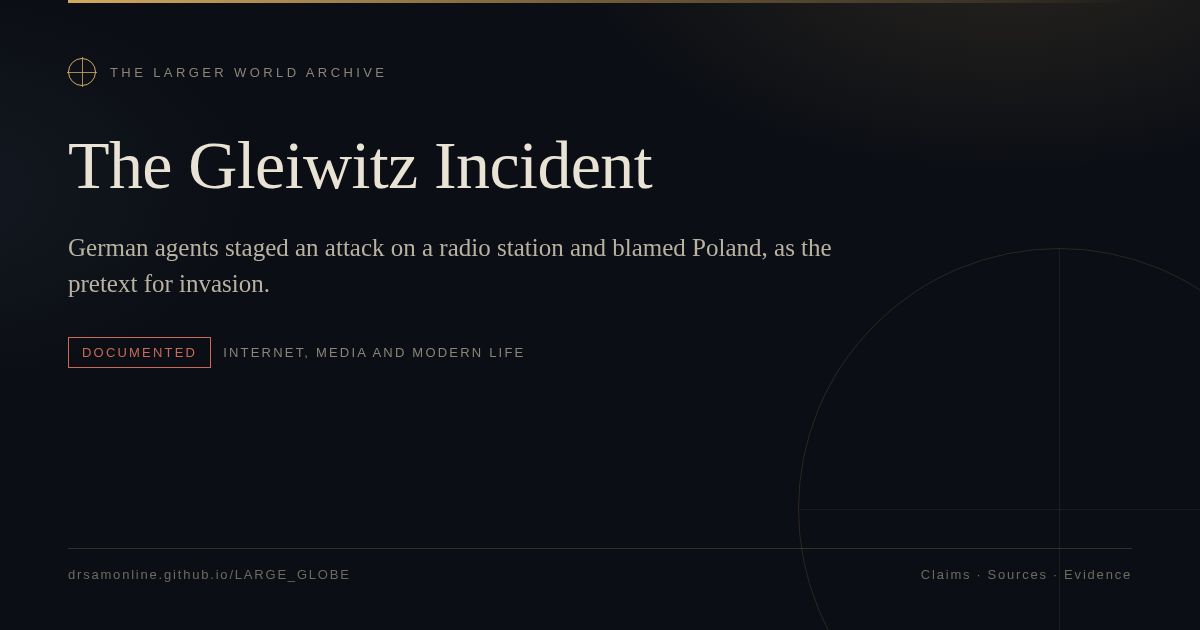 THE LARGER WORLD ARCHIVE
The Gleiwitz Incident
German agents staged an attack on a radio station and blamed Poland, as the
pretext for invasion.
DOCUMENTED INTERNET, MEDIA AND MODERN LIFE
drsamonline.github.io/LARGE_GLOBE
Claims · Sources · Evidence